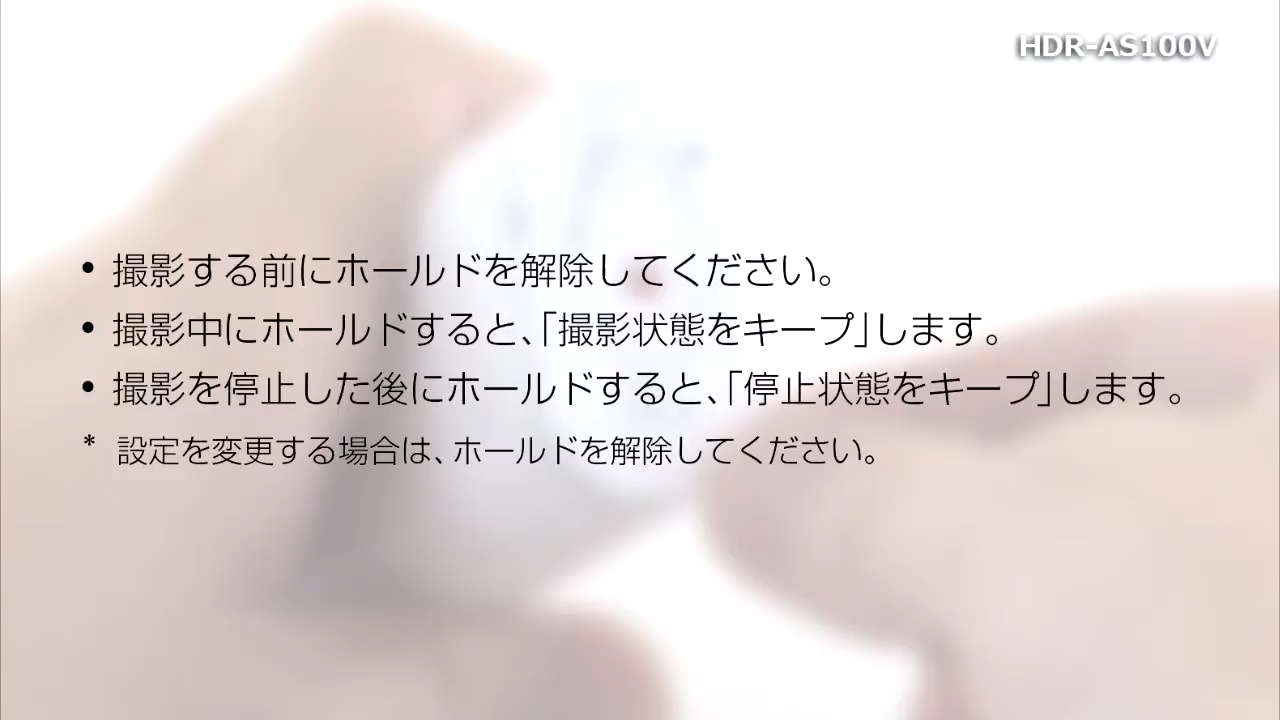 HDR-AS100V
• 撮影する前にホールドを解除してください。
• 撮影中にホールドすると、「撮影状態をキープ」します。
• 撮影を停止した後にホールドすると、「停止状態をキープ」します。
* 設定を変更する場合は、ホールドを解除してください。